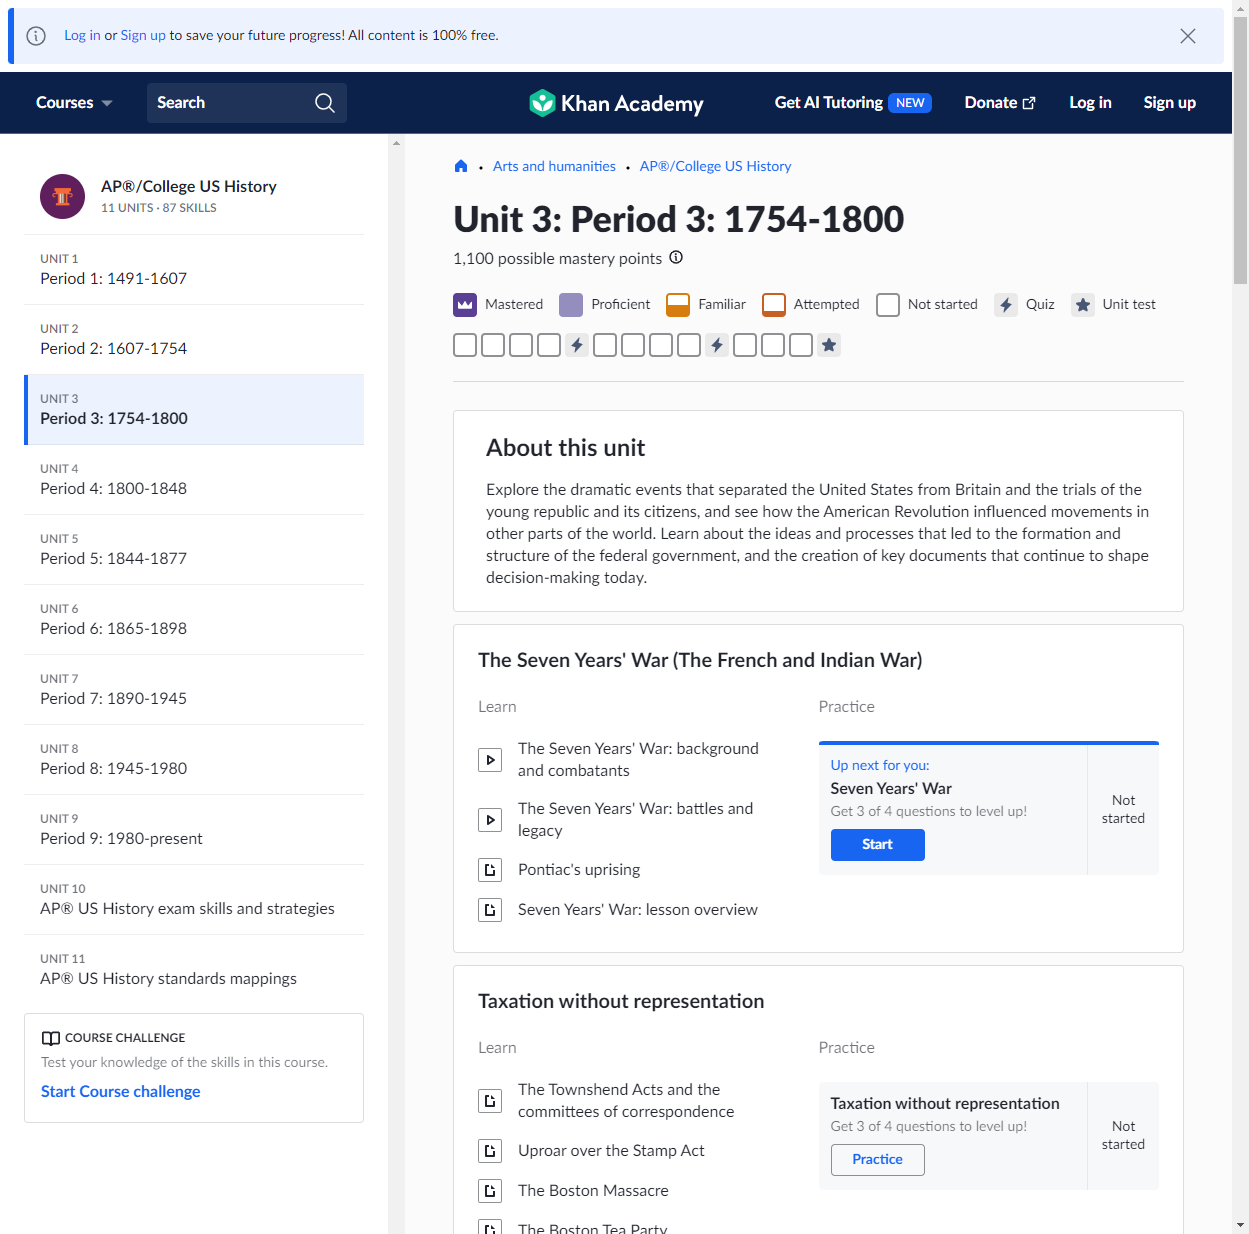 Log in or Sign up to save your future progress! All content is 100% free.
Courses
Search
Khan Academy
Get AI Tutoring NEW
Donate
Log in
Sign up
AP®/College US History
11 UNITS · 87 SKILLS
UNIT 1
Period 1: 1491-1607
UNIT 2
Period 2: 1607-1754
UNIT 3
Period 3: 1754-1800
UNIT 4
Period 4: 1800-1848
UNIT 5
Period 5: 1844-1877
UNIT 6
Period 6: 1865-1898
UNIT 7
Period 7: 1890-1945
UNIT 8
Period 8: 1945-1980
UNIT 9
Period 9: 1980-present
UNIT 10
AP® US History exam skills and strategies
UNIT 11
AP® US History standards mappings
COURSE CHALLENGE
Test your knowledge of the skills in this course.
Start Course challenge
Arts and humanities • AP®/College US History
Unit 3: Period 3: 1754-1800
1,100 possible mastery points
Mastered
Proficient
Familiar
Attempted
Not started
Quiz
Unit test
About this unit
Explore the dramatic events that separated the United States from Britain and the trials of the
young republic and its citizens, and see how the American Revolution influenced movements in
other parts of the world. Learn about the ideas and processes that led to the formation and
structure of the federal government, and the creation of key documents that continue to shape
decision-making today.
The Seven Years' War (The French and Indian War)
Learn
The Seven Years' War: background
and combatants
The Seven Years' War: battles and
legacy
Pontiac's uprising
Seven Years' War: lesson overview
Practice
Up next for you:
Seven Years' War
Get 3 of 4 questions to level up!
Start
Not
started
Taxation without representation
Learn
The Townshend Acts and the
committees of correspondence
Uproar over the Stamp Act
The Boston Massacre
The Boston Tea Party
Practice
Taxation without representation
Get 3 of 4 questions to level up!
Practice
Not
started